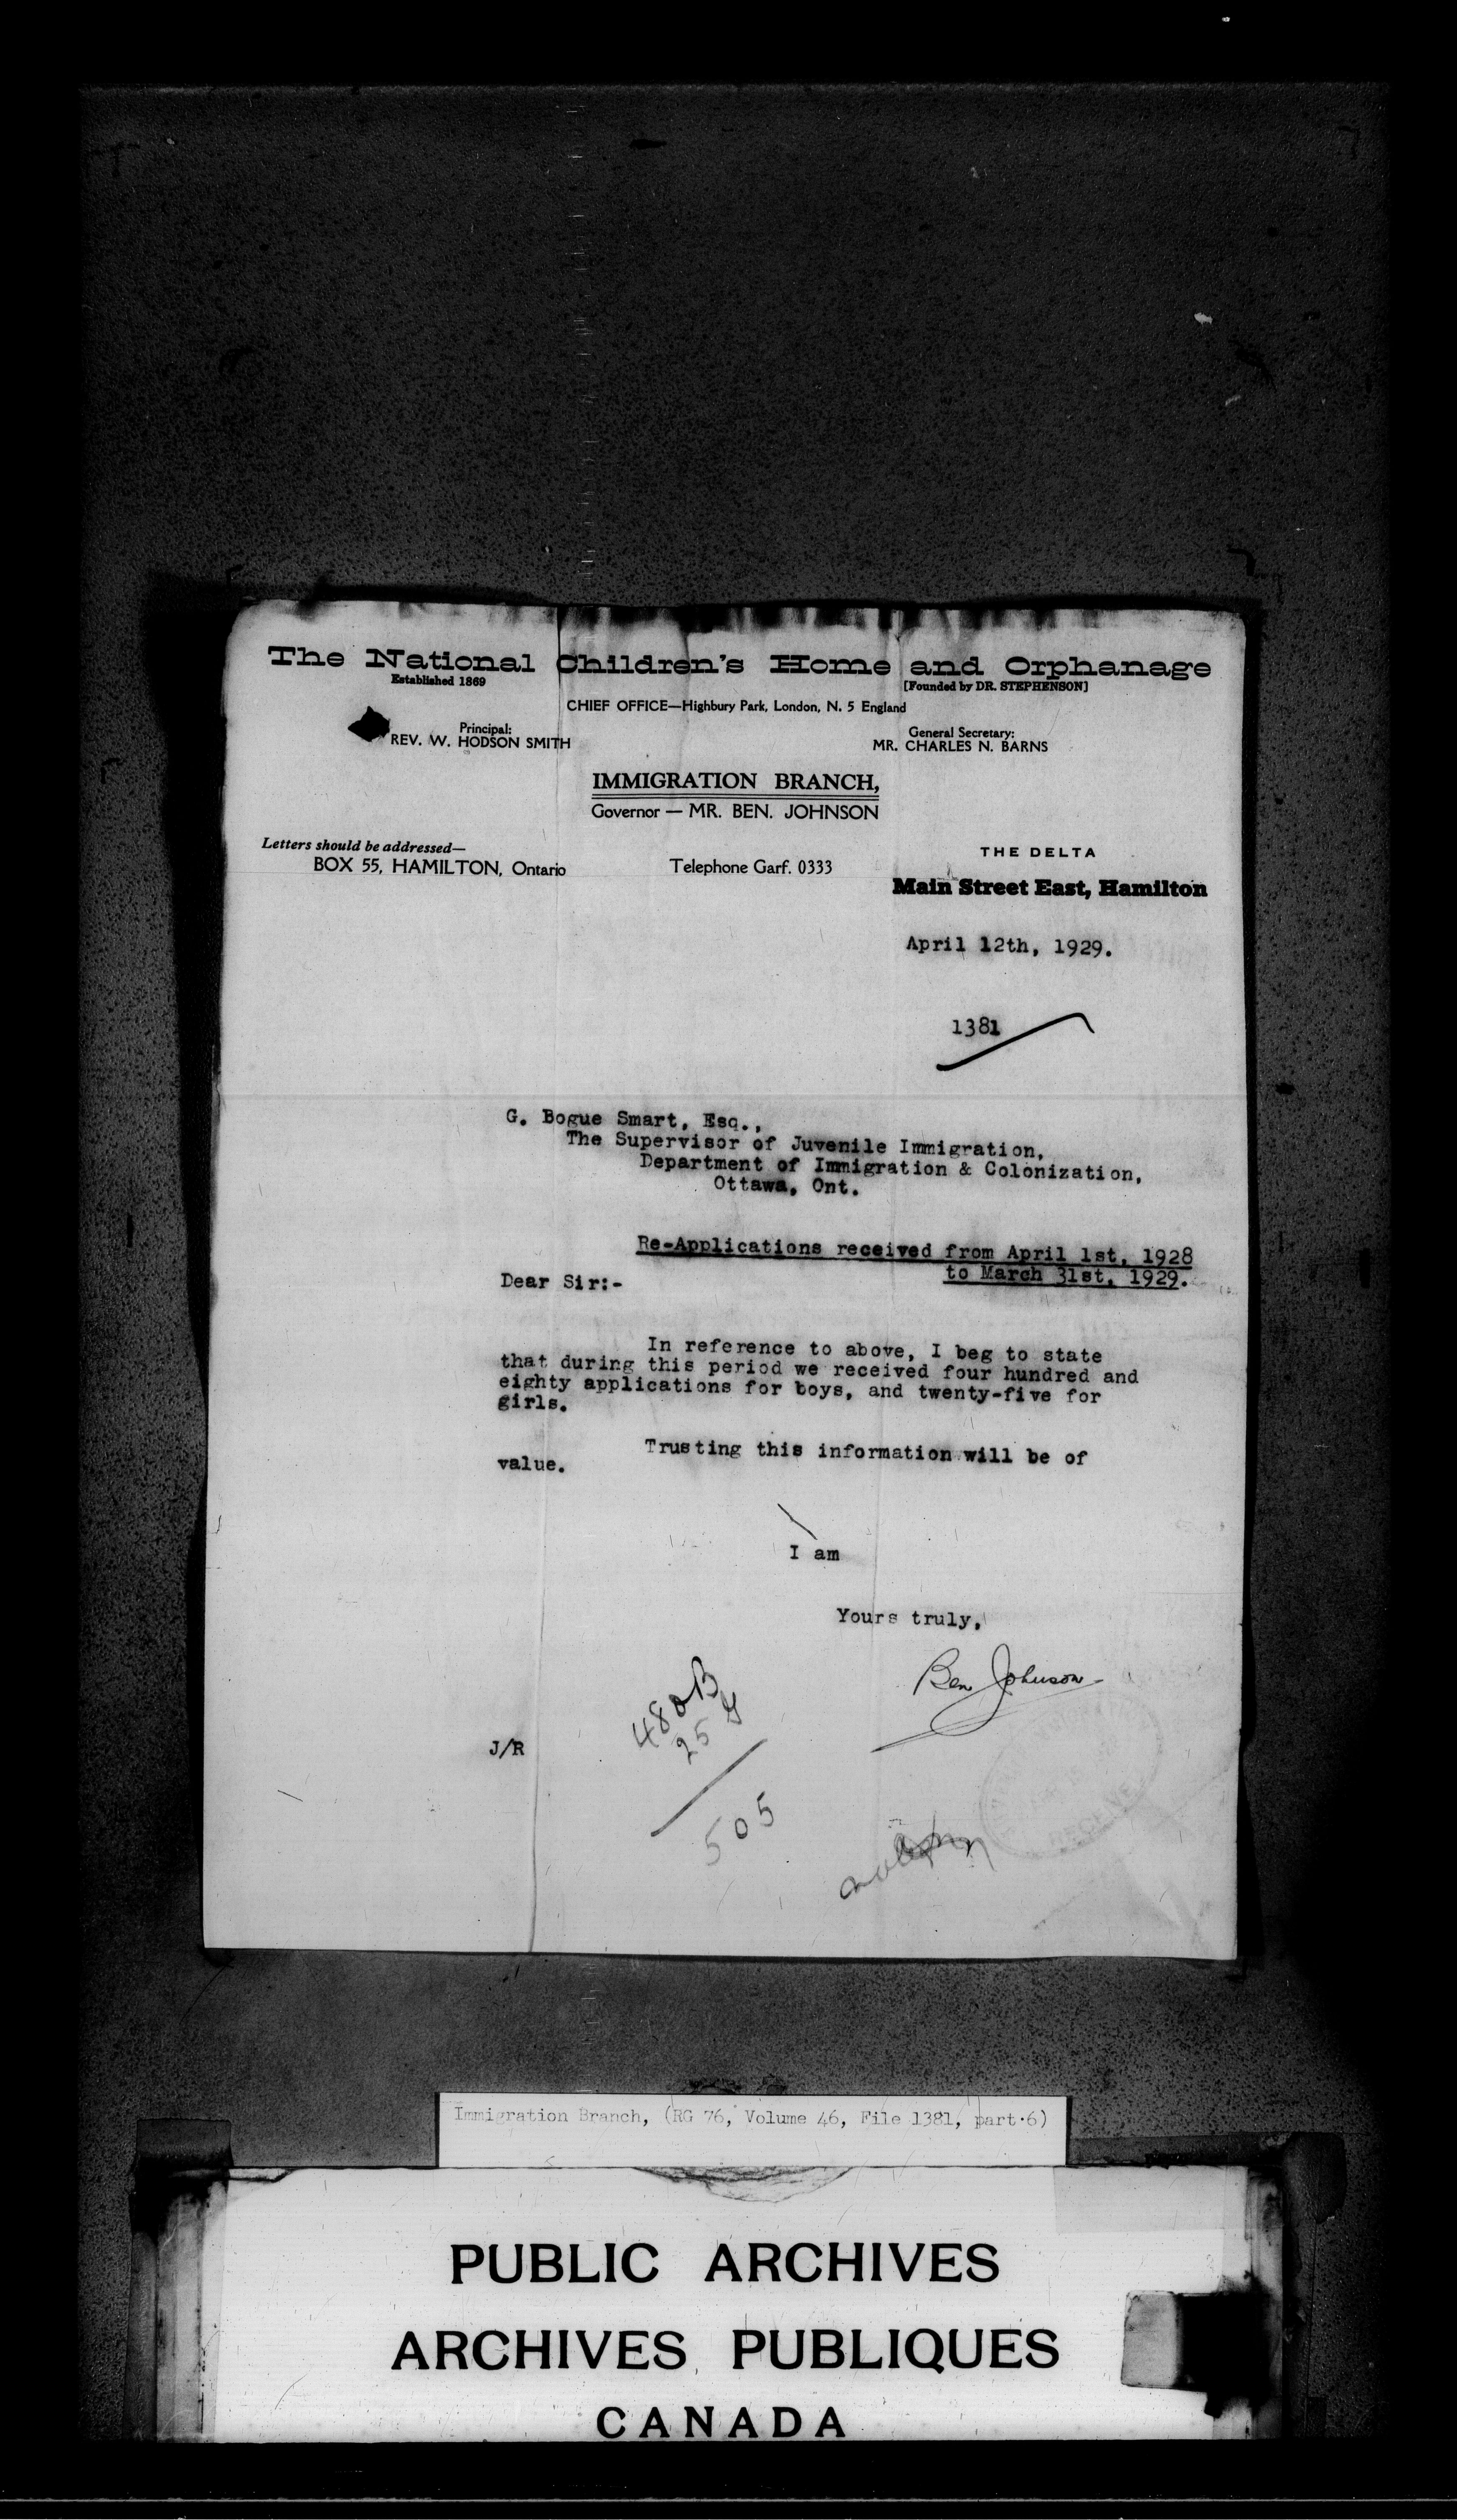 The National Children's Home and Orphanage
Established 1869
[Founded by DR. STEPHENSON]
CHIEF OFFICE—Highbury Park, London, N. 5 England
Principal:
REV. W. HODSON SMITH
General Secretary:
MR. CHARLES N. BARNS
IMMIGRATION BRANCH,
Governor — MR. BEN. JOHNSON
Letters should be addressed—
BOX 55, HAMILTON, Ontario
Telephone Garf. 0333
THE DELTA
Main Street East, Hamilton
April 12th, 1929.
1381
G. Bogue Smart, Esq.,
The Supervisor of Juvenile Immigration,
Department of Immigration & Colonization,
Ottawa, Ont.
Re-Applications received from April 1st, 1928
to March 31st, 1929.
Dear Sir:-
In reference to above, I beg to state
that during this period we received four hundred and
eighty applications for boys, and twenty-five for
girls.
Trusting this information will be of
value.
I am
Yours truly,
Ben Johnson
J/R
480 B
25 G
505
Immigration Branch, (RG 76, Volume 46, File 1381, part 6)
PUBLIC ARCHIVES
ARCHIVES PUBLIQUES
CANADA